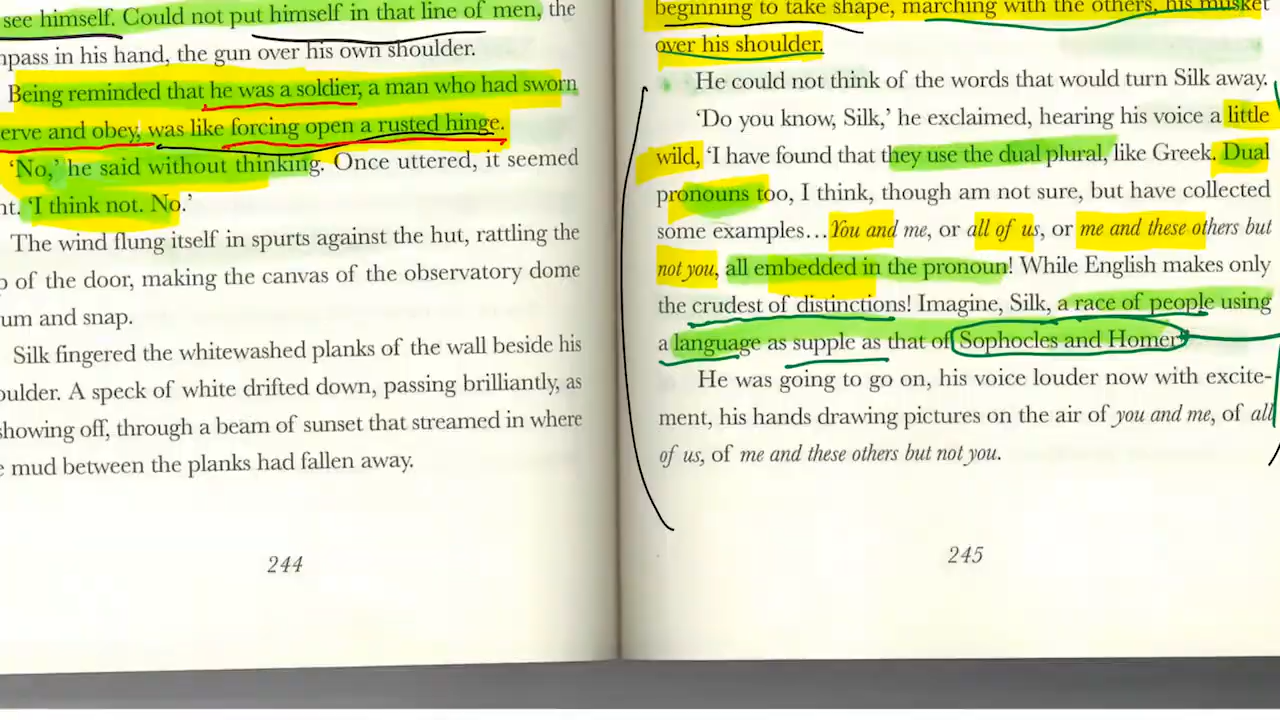 see himself. Could not put himself in that line of men, the
pass in his hand, the gun over his own shoulder.
Being reminded that he was a soldier, a man who had sworn
erve and obey, was like forcing open a rusted hinge.
‘No,’ he said without thinking. Once uttered, it seemed
nt. ‘I think not. No.’
The wind flung itself in spurts against the hut, rattling the
of the door, making the canvas of the observatory dome
um and snap.
Silk fingered the whitewashed planks of the wall beside his
oulder. A speck of white drifted down, passing brilliantly, as
howing off, through a beam of sunset that streamed in where
e mud between the planks had fallen away.
244
beginning to take shape, marching with the others, his musket
over his shoulder.
He could not think of the words that would turn Silk away.
‘Do you know, Silk,’ he exclaimed, hearing his voice a little
wild, ‘I have found that they use the dual plural, like Greek. Dual
pronouns too, I think, though am not sure, but have collected
some examples…You and me, or all of us, or me and these others but
not you, all embedded in the pronoun! While English makes only
the crudest of distinctions! Imagine, Silk, a race of people using
a language as supple as that of Sophocles and Homer
He was going to go on, his voice louder now with excite-
ment, his hands drawing pictures on the air of you and me, of all
of us, of me and these others but not you.
245